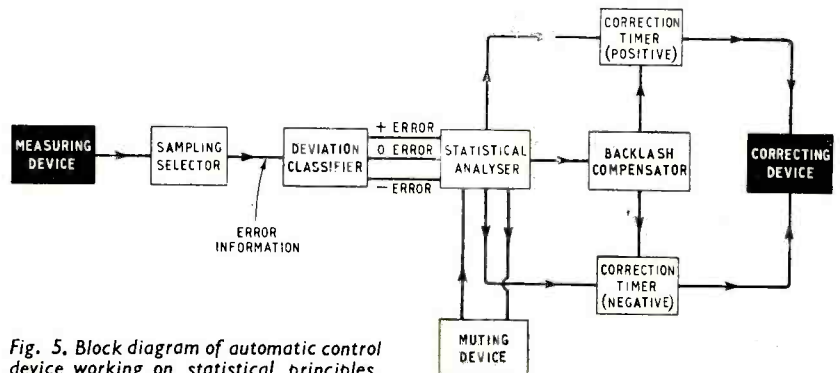 CORRECTION
TIMER
(POSITIVE)
MEASURING
DEVICE
SAMPLING
SELECTOR
DEVIATION
CLASSIFIER
+ ERROR
O ERROR
— ERROR
STATISTICAL
ANALYSER
BACKLASH
COMPENSATOR
CORRECTING
DEVICE
ERROR
INFORMATION
CORRECTION
TIMER
(NEGATIVE)
MUTING
DEVICE
Fig. 5. Block diagram of automatic control
device working on statistical principles.